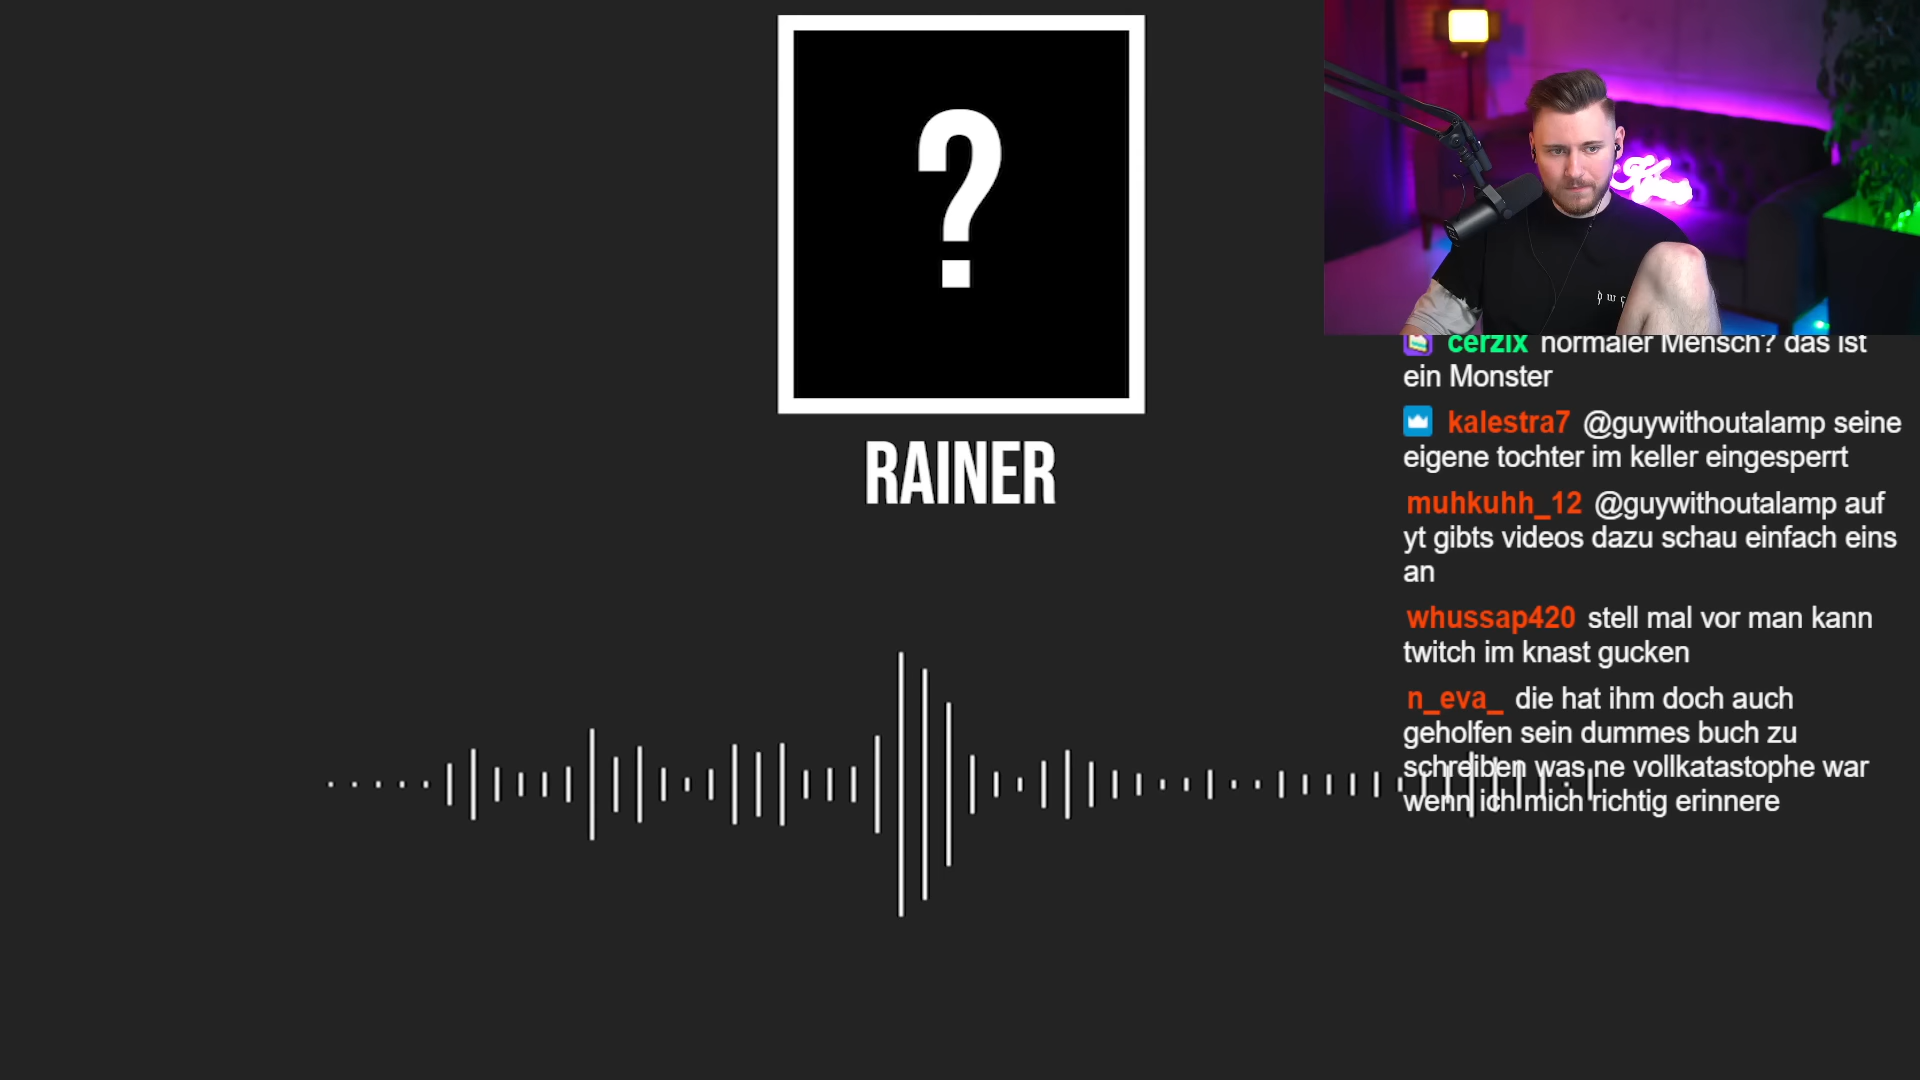 ?
RAINER
cerzix normaler Mensch? das ist
ein Monster
kalestra7 @guywithoutalamp seine
eigene tochter im keller eingesperrt
muhkuhh_12 @guywithoutalamp auf
yt gibts videos dazu schau einfach eins
an
whussap420 stell mal vor man kann
twitch im knast gucken
n_eva_ die hat ihm doch auch
geholfen sein dummes buch zu
schreiben was ne vollkatastophe war
wenn ich mich richtig erinnere